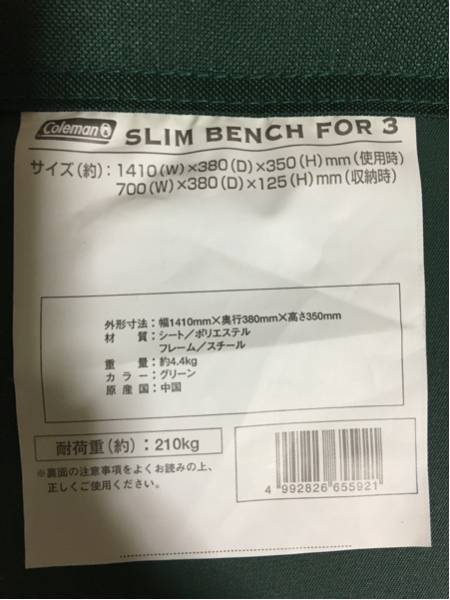 Coleman SLIM BENCH FOR 3
サイズ(約):1410(W)×380(D)×350(H)mm(使用時)
700(W)×380(D)×125(H)mm(収納時)
外形寸法:幅1410mm×奥行380mm×高さ350mm
材 質:シート/ポリエステル
フレーム/スチール
重 量:約4.4kg
カ ラ ー:グリーン
原 産 国:中国
耐荷重(約):210kg
※裏面の注意事項をよくお読みの上、
正しくご使用ください。
4 992826 655921